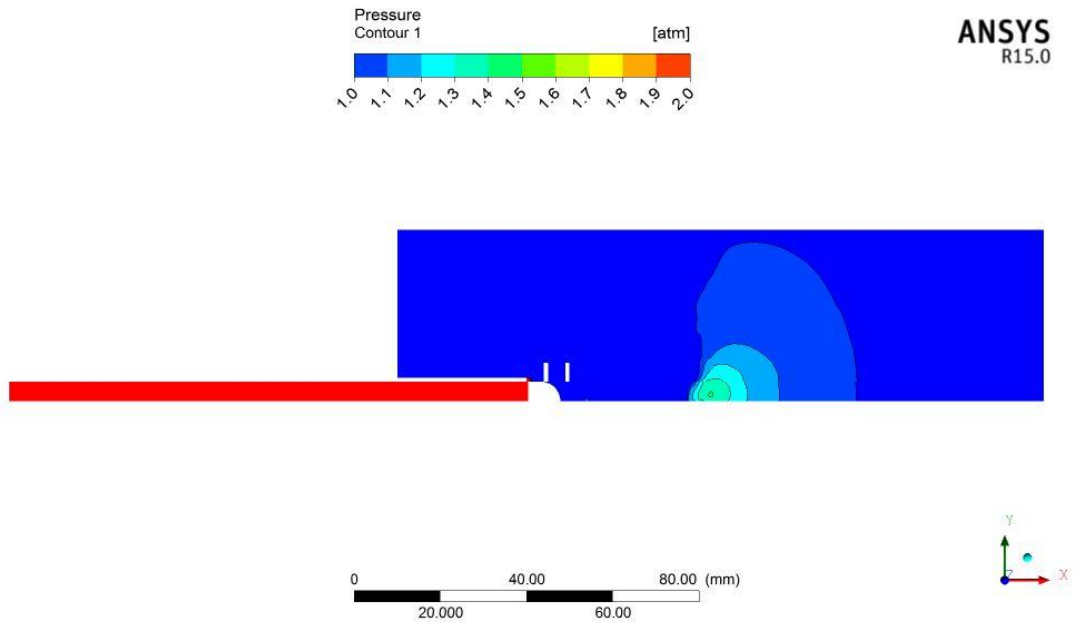 Pressure
Contour 1 [atm]
1.0 1.1 1.2 1.3 1.4 1.5 1.6 1.7 1.8 1.9 2.0
ANSYS
R15.0
Y
Z X
0 40.00 80.00 (mm)
20.000 60.00